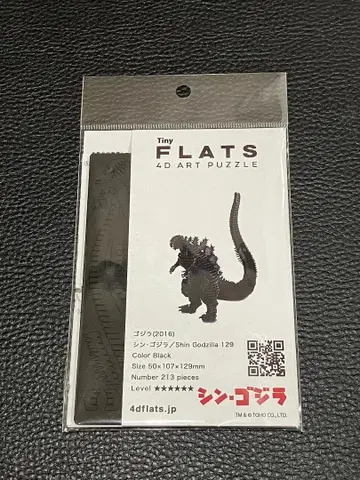 Tiny
FLATS
4D ART PUZZLE
ゴジラ(2016)
シン・ゴジラ/Shin Godzilla 129
Color Black
Size 50×107×129mm
Number 213 pieces
Level ★★★★★★
4dflats.jp
シン・ゴジラ
TM & © TOHO CO., LTD.